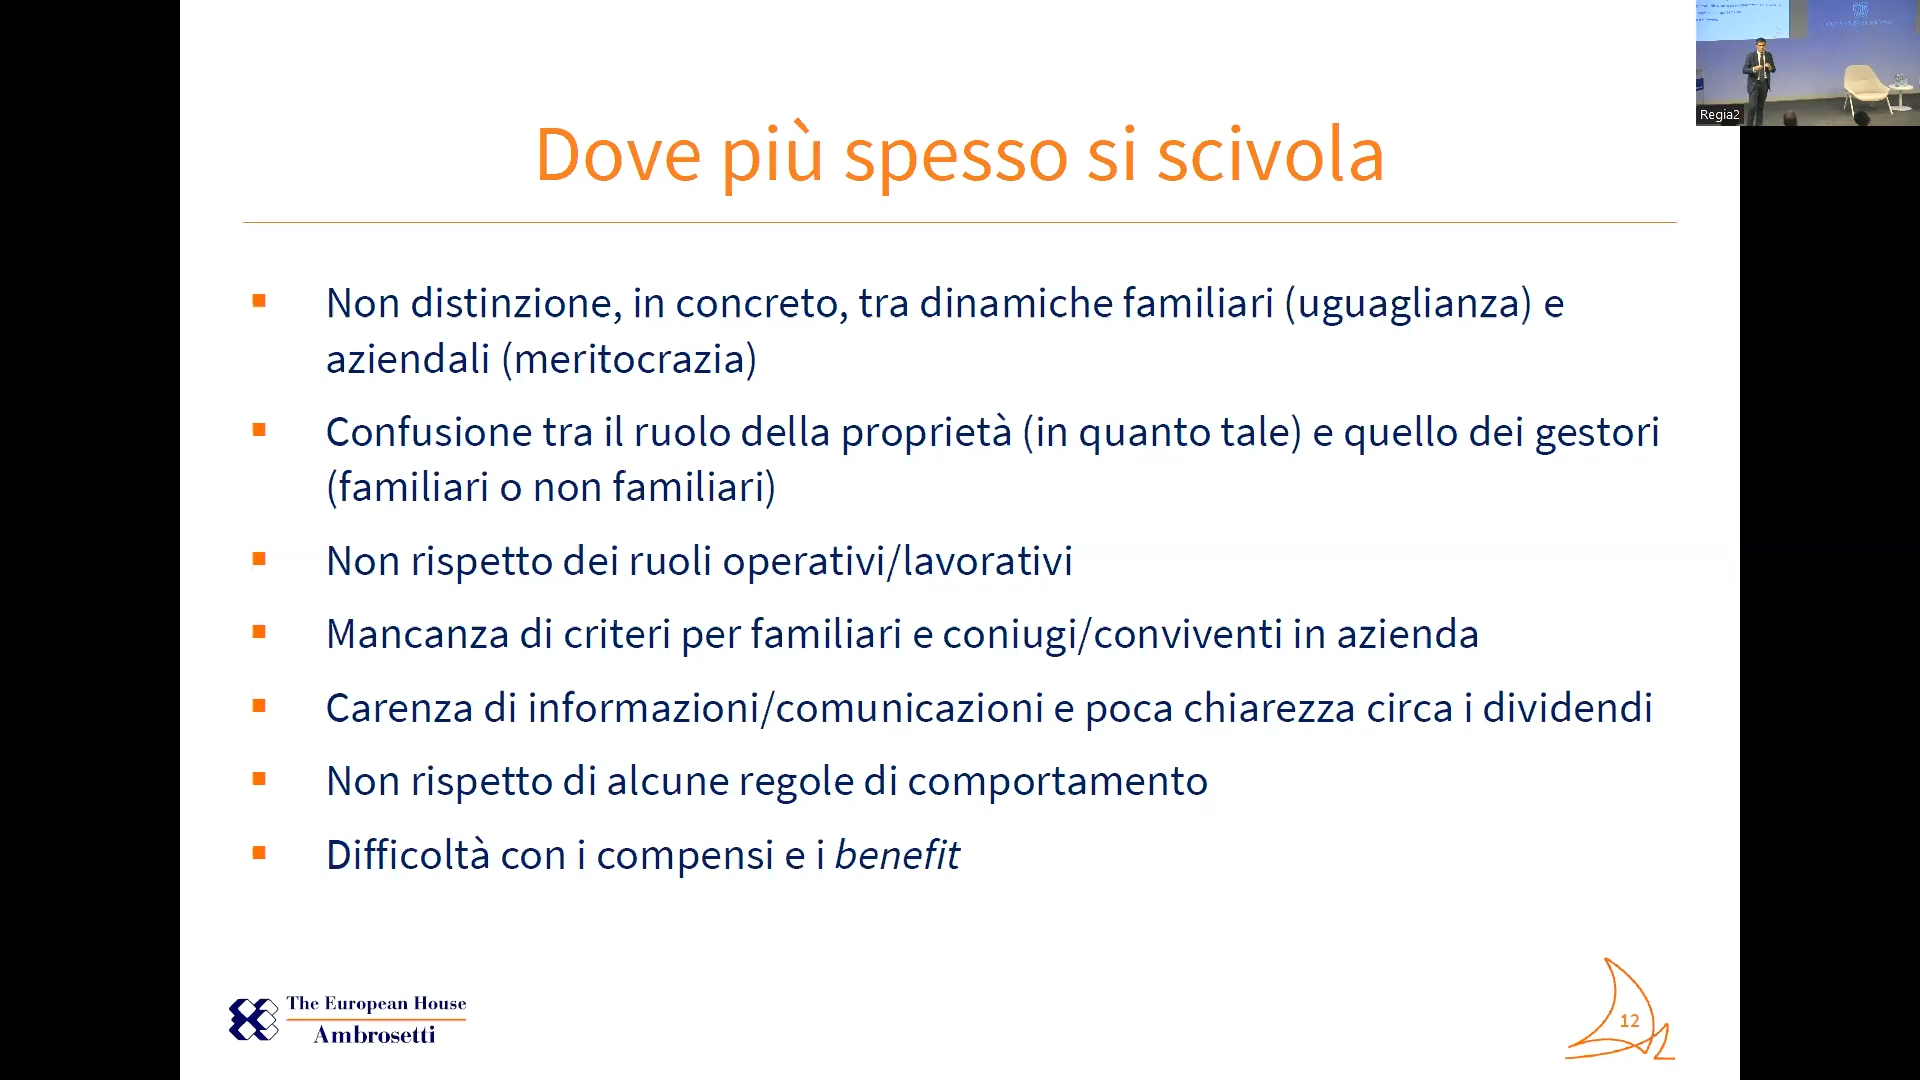 Dove più spesso si scivola
Non distinzione, in concreto, tra dinamiche familiari (uguaglianza) e
aziendali (meritocrazia)
Confusione tra il ruolo della proprietà (in quanto tale) e quello dei gestori
(familiari o non familiari)
Non rispetto dei ruoli operativi/lavorativi
Mancanza di criteri per familiari e coniugi/conviventi in azienda
Carenza di informazioni/comunicazioni e poca chiarezza circa i dividendi
Non rispetto di alcune regole di comportamento
Difficoltà con i compensi e i benefit
The European House
Ambrosetti
12
Regia2